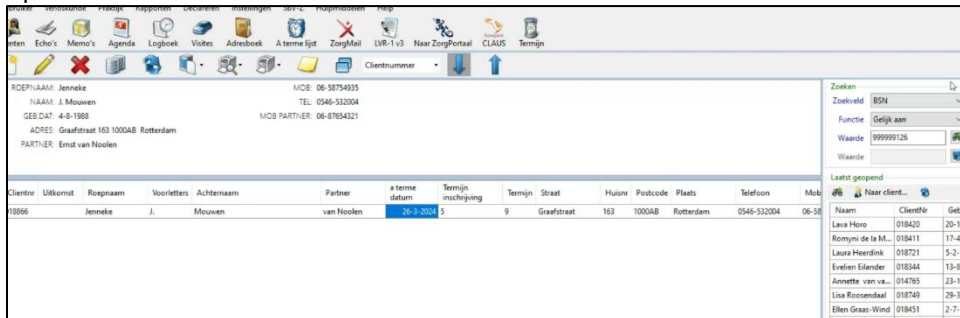 Verloskunde Praktijk Rapporten Declareren Instellingen SBV-Z Hulpmiddelen Help
Echo's Memo's Agenda Logboek Visites Adresboek A terme lijst ZorgMail LVR-1 v3 Naar ZorgPortaal CLAUS Termijn
Clientnummer
ROEPNAAM: Jenneke MOB: 06-58754935
NAAM: J. Mouwen TEL: 0546-532004
GEB.DAT: 4-8-1988 MOB PARTNER: 06-87654321
ADRES: Graafstraat 163 1000AB Rotterdam
PARTNER: Ernst van Noolen
Zoeken
Zoekveld BSN
Functie Gelijk aan
Waarde 999999126
Waarde
Laatst geopend
Naar client...
Clientnr Uitkomst Roepnaam Voorletters Achternaam Partner a terme datum Termijn inschrijving Termijn Straat Huisnr Postcode Plaats Telefoon Mob
18866 Jenneke J. Mouwen van Noolen 26-3-2024 5 9 Graafstraat 163 1000AB Rotterdam 0546-532004 06-58
Naam ClientNr Geb
Lava Horo 018420 20-1
Romyni de la M... 018411 17-4
Laura Heerdink 018721 5-2-
Evelien Eilander 018344 13-8
Annette van va... 014765 23-1
Lisa Roosendaal 018749 29-3
Ellen Graas-Wind 018451 2-7-